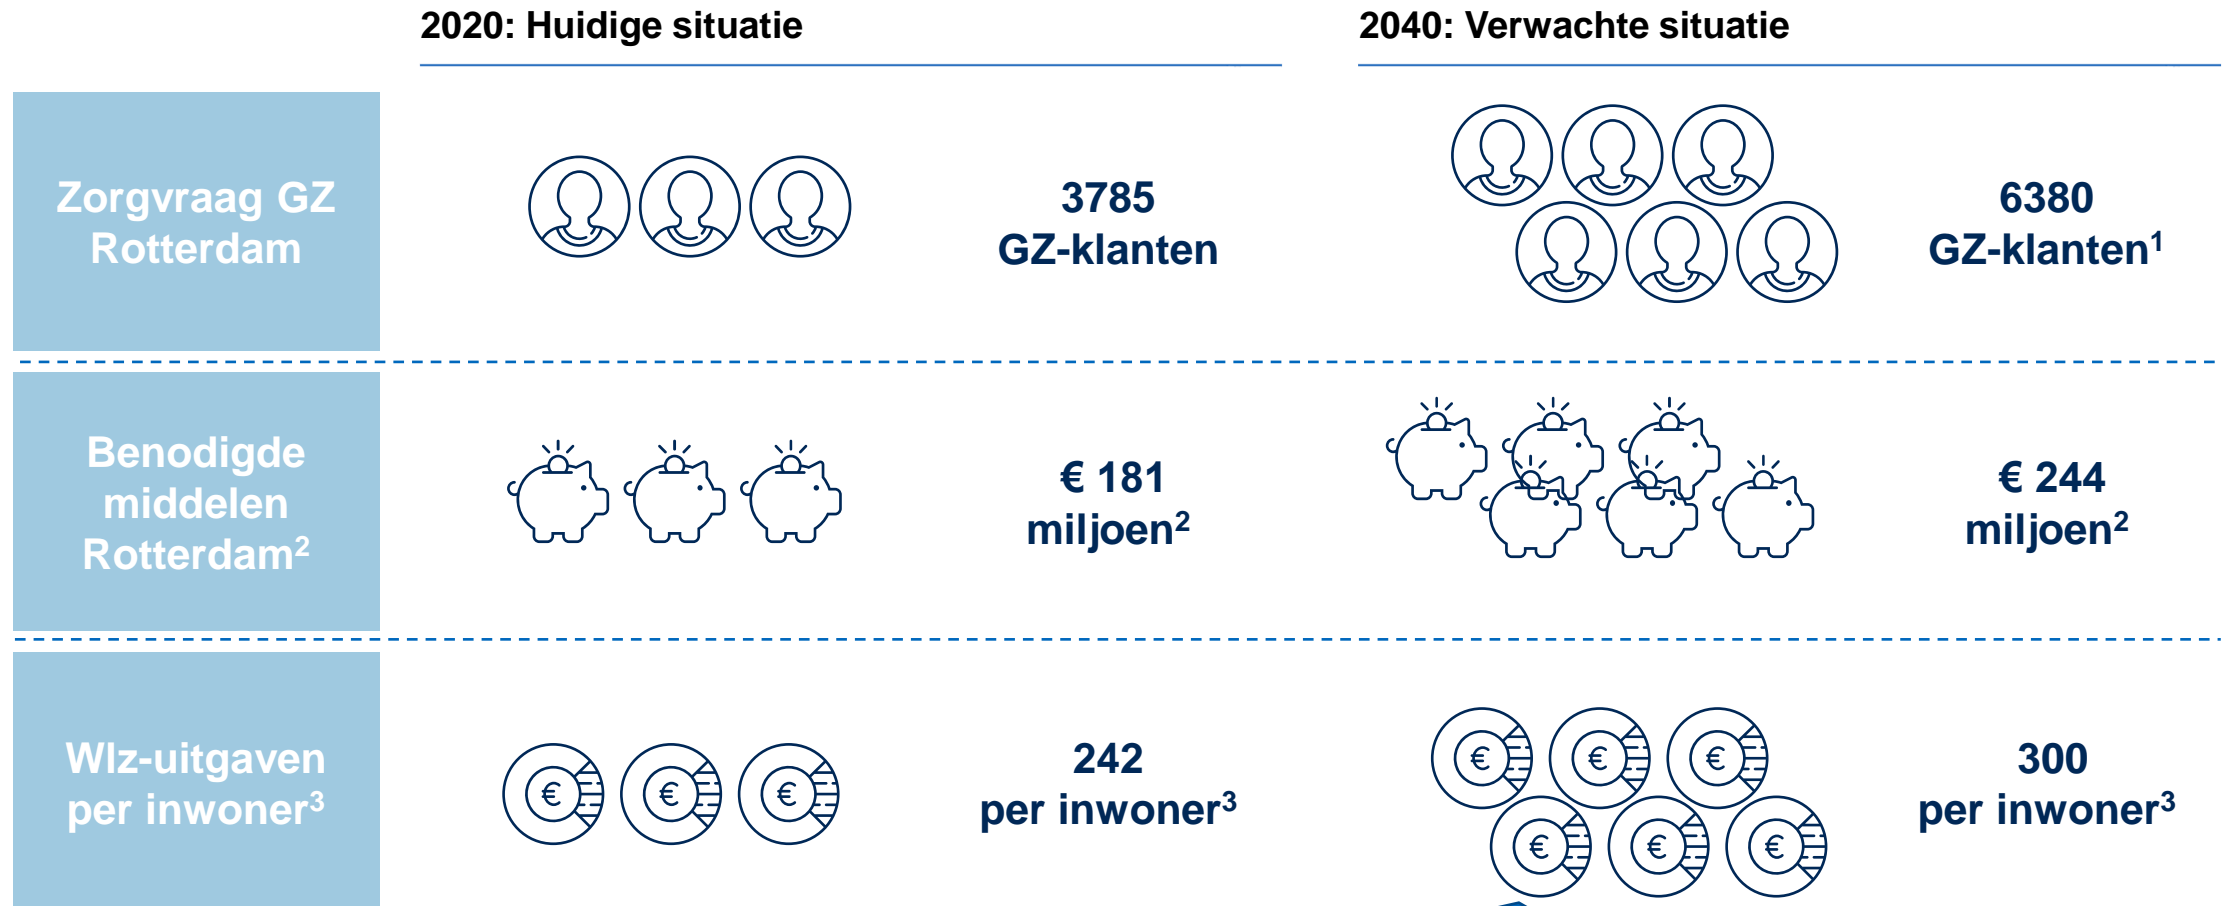 2020: Huidige situatie
2040: Verwachte situatie
Zorgvraag GZ
Rotterdam
3785
GZ-klanten
6380
GZ-klanten¹
Benodigde
middelen
Rotterdam²
€ 181
miljoen²
€ 244
miljoen²
Wlz-uitgaven
per inwoner³
€ € €
242
per inwoner³
€ € €
€ € €
300
per inwoner³